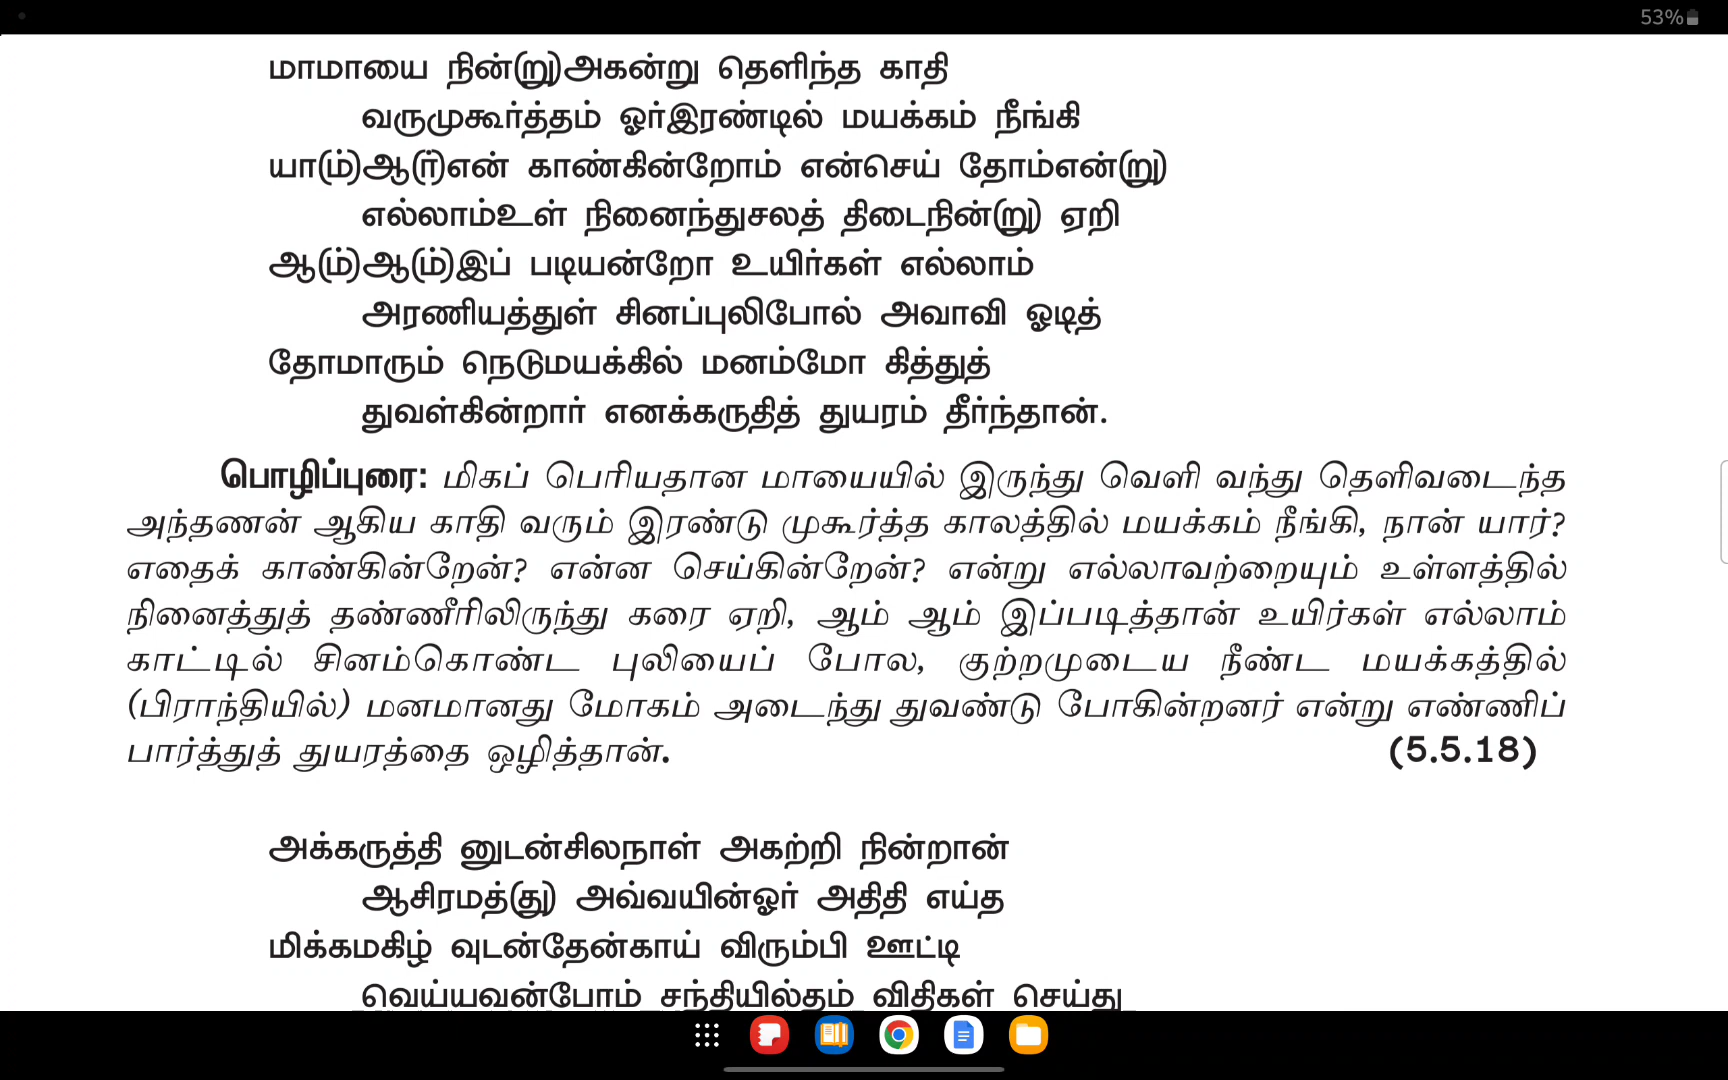 53%
மாமாயை நின்(று)அகன்று தெளிந்த காதி
வருமுகூர்த்தம் ஓர்இரண்டில் மயக்கம் நீங்கி
யா(ம்)ஆ(ர்)என் காண்கின்றோம் என்செய் தோம்என்(று)
எல்லாம்உள் நினைந்துசலத் திடைநின்(று) ஏறி
ஆ(ம்)ஆ(ம்)இப் படியன்றோ உயிர்கள் எல்லாம்
அரணியத்துள் சினப்புலிபோல் அவாவி ஓடித்
தோமாரும் நெடுமயக்கில் மனம்மோ கித்துத்
துவள்கின்றார் எனக்கருதித் துயரம் தீர்ந்தான்.
பொழிப்புரை: மிகப் பெரியதான மாயையில் இருந்து வெளி வந்து தெளிவடைந்த
அந்தணன் ஆகிய காதி வரும் இரண்டு முகூர்த்த காலத்தில் மயக்கம் நீங்கி, நான் யார்?
எதைக் காண்கின்றேன்? என்ன செய்கின்றேன்? என்று எல்லாவற்றையும் உள்ளத்தில்
நினைத்துத் தண்ணீரிலிருந்து கரை ஏறி, ஆம் ஆம் இப்படித்தான் உயிர்கள் எல்லாம்
காட்டில் சினம்கொண்ட புலியைப் போல, குற்றமுடைய நீண்ட மயக்கத்தில்
(பிராந்தியில்) மனமானது மோகம் அடைந்து துவண்டு போகின்றனர் என்று எண்ணிப்
பார்த்துத் துயரத்தை ஒழித்தான். (5.5.18)
அக்கருத்தி னுடன்சிலநாள் அகற்றி நின்றான்
ஆசிரமத்(து) அவ்வயின்ஓர் அதிதி எய்த
மிக்கமகிழ் வுடன்தேன்காய் விரும்பி ஊட்டி
வெய்யவன்போம் சந்தியில்தம் விதிகள் செய்து